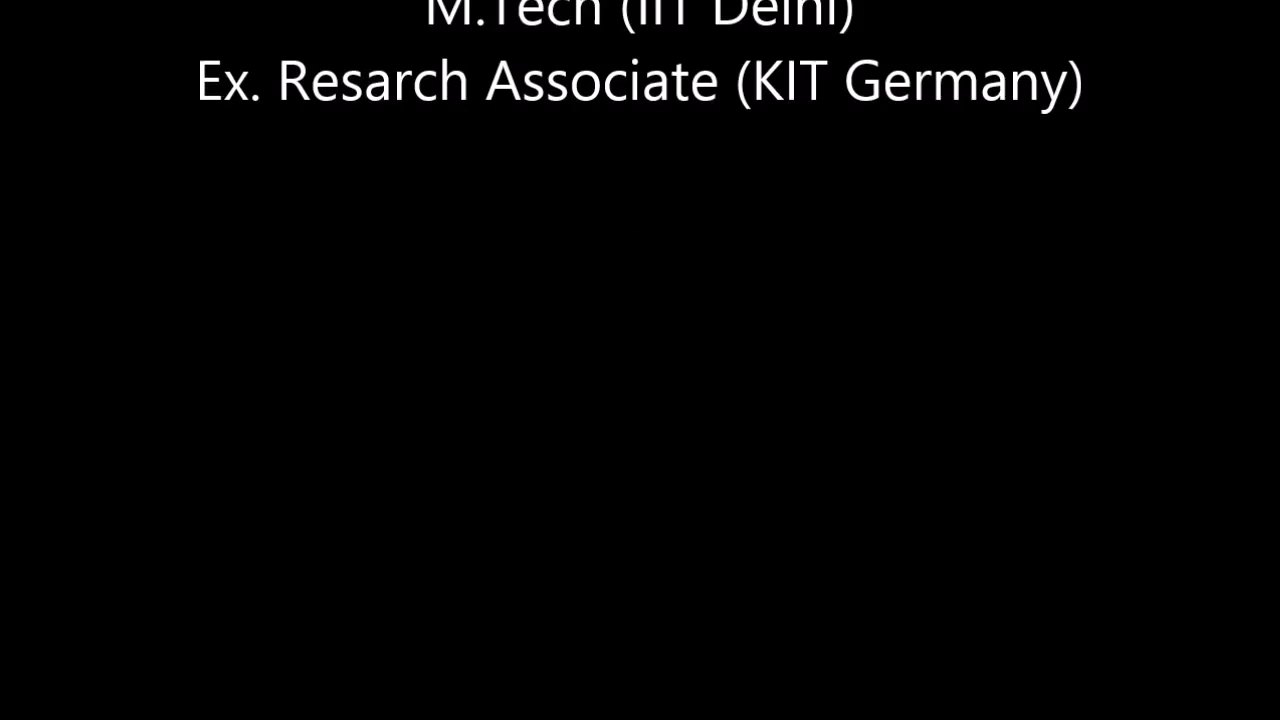 M.Tech (IIT Delhi)
Ex. Resarch Associate (KIT Germany)